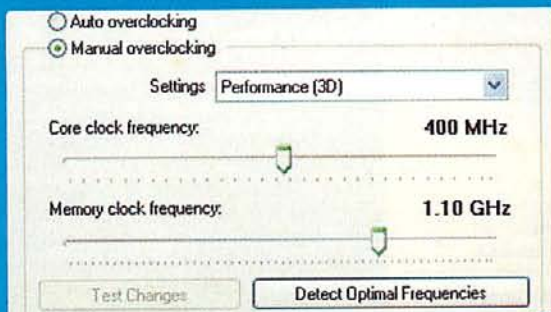 Auto overclocking
Manual overclocking
Settings Performance (3D)
Core clock frequency: 400 MHz
Memory clock frequency: 1.10 GHz
Test Changes Detect Optimal Frequencies